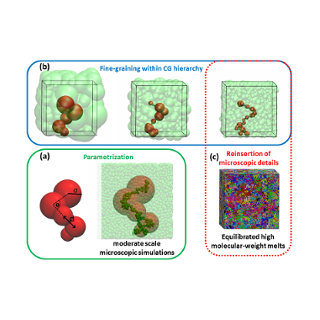 (b) Fine-graining within CG hierarchy
(a) Parametrization
moderate scale
microscopic simulations
(c) Reinsertion of
microscopic details
Equilibrated high
molecular-weight melts